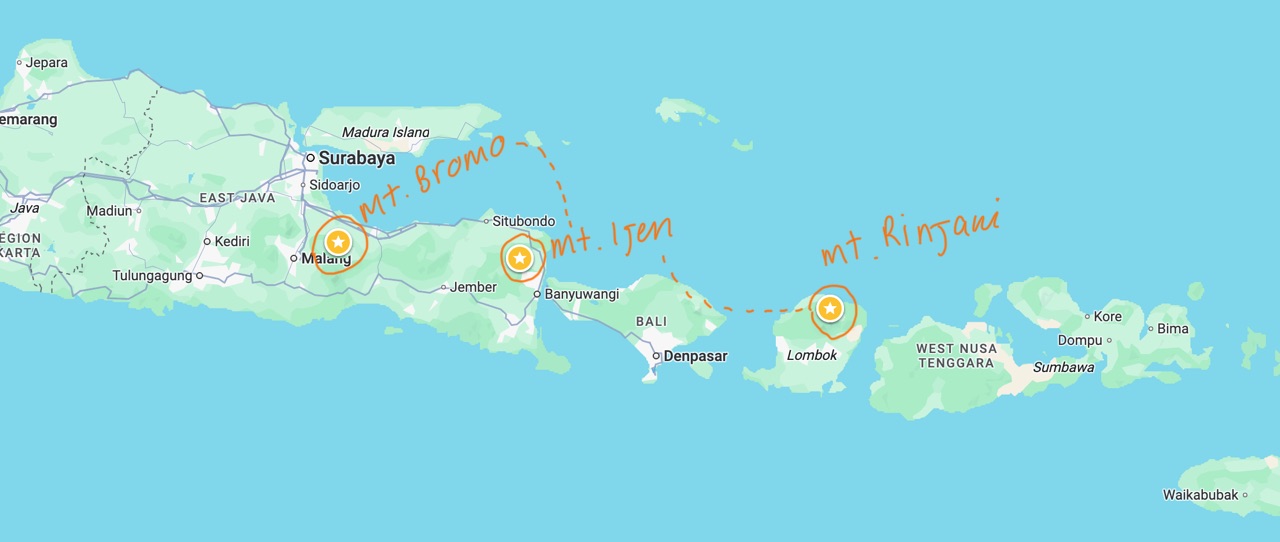 Jepara
emarang
Madura Island
Surabaya
Sidoarjo
mt. Bromo
EAST JAVA
Java
Madiun
Situbondo
mt. Ijen
mt. Rinjani
EGION
KARTA
Kediri
Malang
Tulungagung
Jember
Banyuwangi
BALI
Denpasar
Lombok
Kore
Bima
Dompu
WEST NUSA
TENGGARA
Sumbawa
Waikabubak